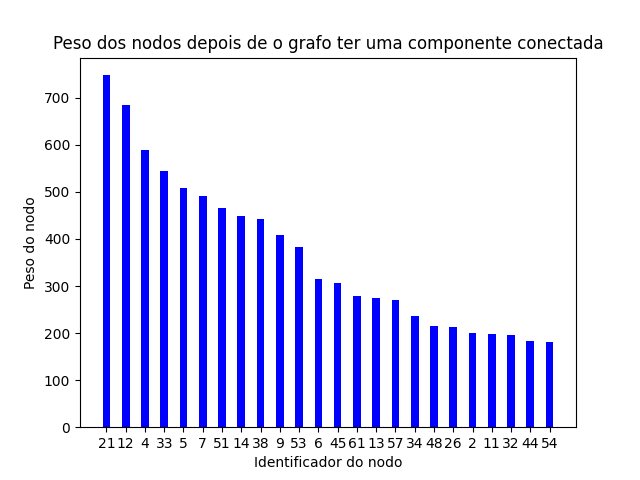 Peso dos nodos depois de o grafo ter uma componente conectada
700
600
500
400
300
200
100
0
Peso do nodo
21 12 4 33 5 7 51 14 38 9 53 6 45 61 13 57 34 48 26 2 11 32 44 54
Identificador do nodo